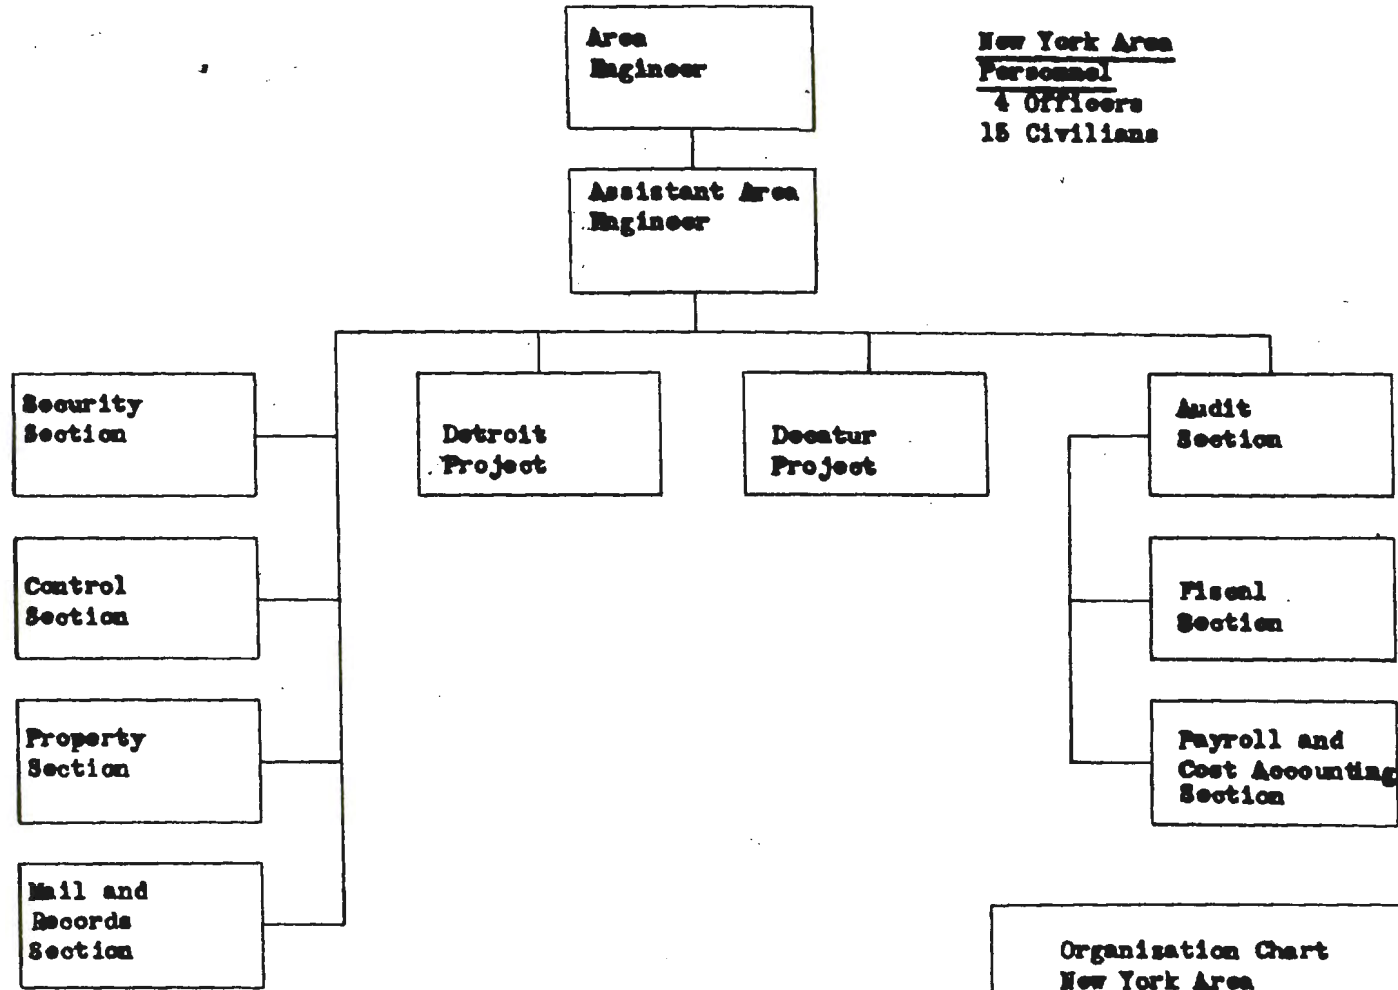 Area
Engineer
New York Area
Personnel
4 Officers
15 Civilians
Assistant Area
Engineer
Security
Section
Detroit
Project
Decatur
Project
Audit
Section
Control
Section
Fiscal
Section
Property
Section
Payroll and
Cost Accounting
Section
Mail and
Records
Section
Organization Chart
New York Area